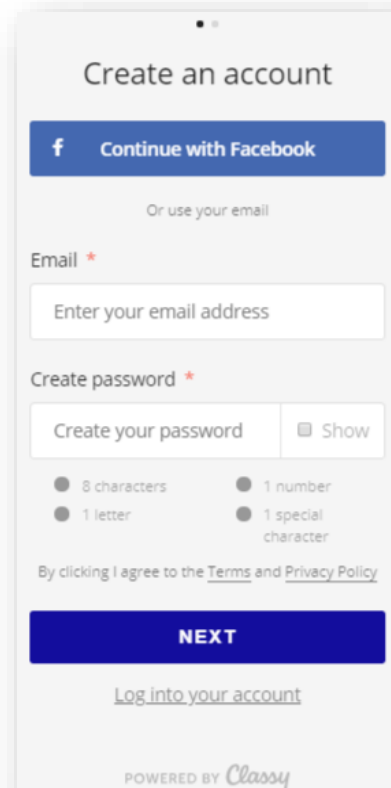 Create an account
f Continue with Facebook
Or use your email
Email *
Enter your email address
Create password *
Create your password Show
8 characters 1 number
1 letter 1 special
character
By clicking I agree to the Terms and Privacy Policy
NEXT
Log into your account
POWERED BY Classy